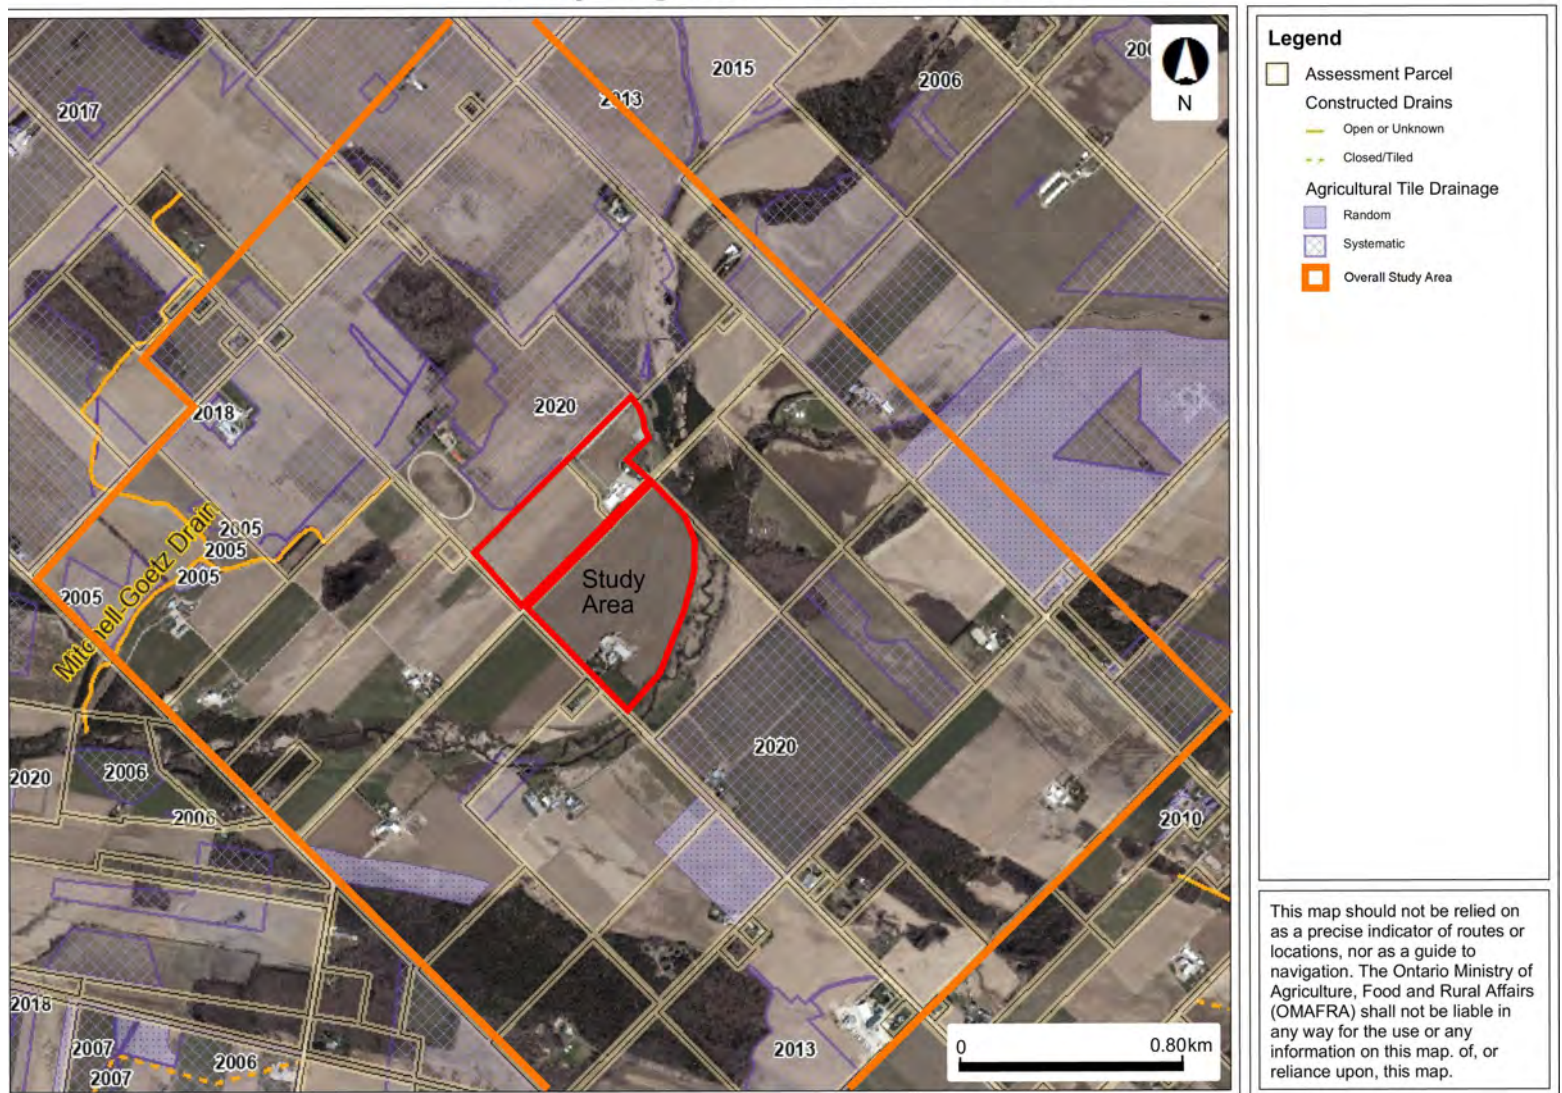 2017
2013
2015
2006
200
N
2018
2020
2005
2005
2005
2005
Mitchell-Goetz Drain
Study
Area
2020
2020
2006
2006
2010
2018
2007
2007
2006
2013
0 0.80km
Legend
Assessment Parcel
Constructed Drains
Open or Unknown
Closed/Tiled
Agricultural Tile Drainage
Random
Systematic
Overall Study Area
This map should not be relied on
as a precise indicator of routes or
locations, nor as a guide to
navigation. The Ontario Ministry of
Agriculture, Food and Rural Affairs
(OMAFRA) shall not be liable in
any way for the use or any
information on this map. of, or
reliance upon, this map.